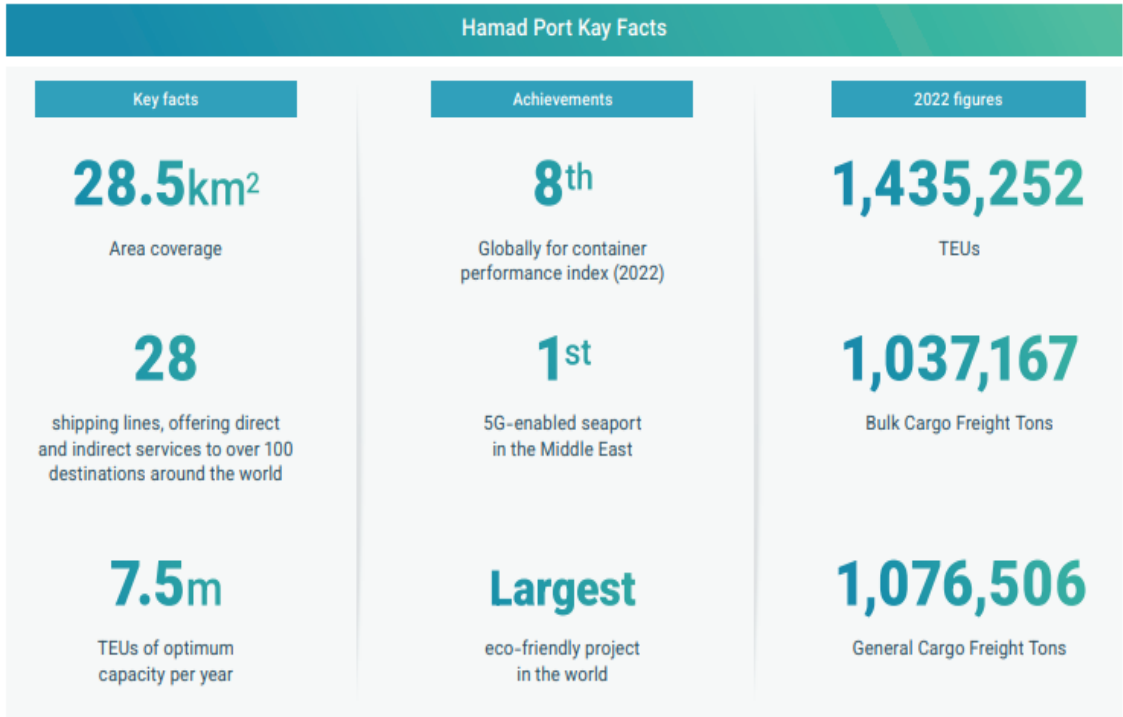 Hamad Port Kay Facts
Key facts
28.5km²
Area coverage
28
shipping lines, offering direct
and indirect services to over 100
destinations around the world
7.5m
TEUs of optimum
capacity per year
Achievements
8th
Globally for container
performance index (2022)
1st
5G-enabled seaport
in the Middle East
Largest
eco-friendly project
in the world
2022 figures
1,435,252
TEUs
1,037,167
Bulk Cargo Freight Tons
1,076,506
General Cargo Freight Tons